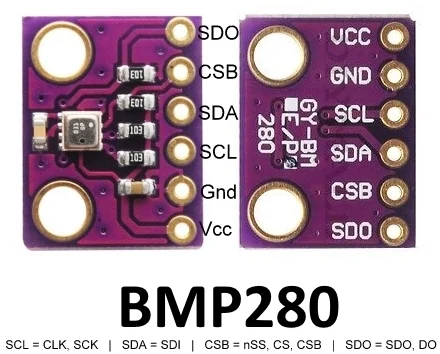 SDO
CSB
SDA
SCL
Gnd
Vcc
E01
E01
103
103
VCC
GND
SCL
SDA
CSB
SDO
GY-BM
E/P
280
BMP280
SCL = CLK, SCK | SDA = SDI | CSB = nSS, CS, CSB | SDO = SDO, DO